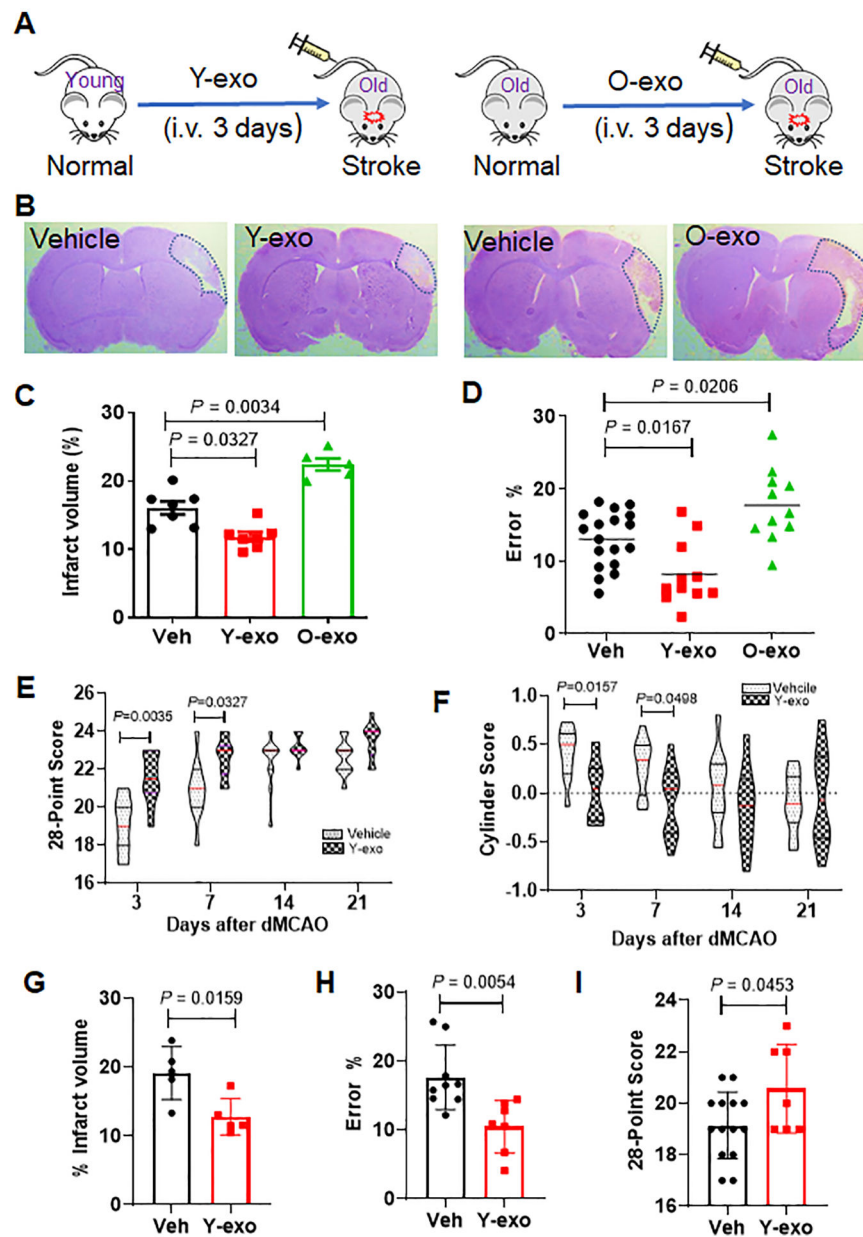 A
Young
Y-exo
(i.v. 3 days)
Old
Normal
Stroke
Old
O-exo
(i.v. 3 days)
Old
Normal
Stroke
B
Vehicle
Y-exo
Vehicle
O-exo
C
P = 0.0034
P = 0.0327
Infarct volume (%)
30
20
10
0
Veh
Y-exo
O-exo
D
P = 0.0206
P = 0.0167
Error %
30
20
10
0
Veh
Y-exo
O-exo
E
P=0.0035
P=0.0327
28-Point Score
26
24
22
20
18
16
Vehicle
Y-exo
3
7
14
21
Days after dMCAO
F
P=0.0157
P=0.0498
Vehcile
Y-exo
Cylinder Score
1.0
0.5
0.0
-0.5
-1.0
3
7
14
21
Days after dMCAO
G
P = 0.0159
% Infarct volume
30
20
10
0
Veh
Y-exo
H
P = 0.0054
Error %
30
20
10
0
Veh
Y-exo
I
P = 0.0453
28-Point Score
24
22
20
18
16
Veh
Y-exo